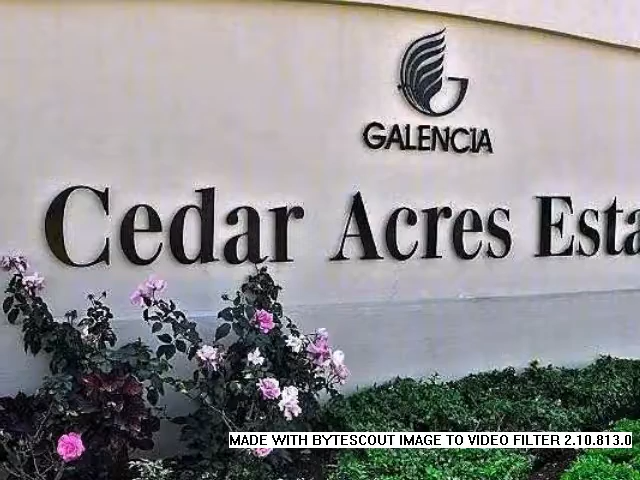 GALENCIA
Cedar Acres Esta
MADE WITH BYTESCOUT IMAGE TO VIDEO FILTER 2.10.813.0